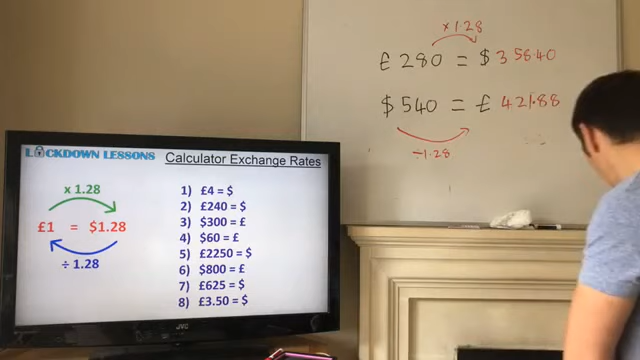 ×1.28
£280 = $358.40
$540 = £421.88
÷1.28
LOCKDOWN LESSONS
Calculator Exchange Rates
x 1.28
£1 = $1.28
÷ 1.28
1) £4 = $
2) £240 = $
3) $300 = £
4) $60 = £
5) £2250 = $
6) $800 = £
7) £625 = $
8) £3.50 = $
JVC